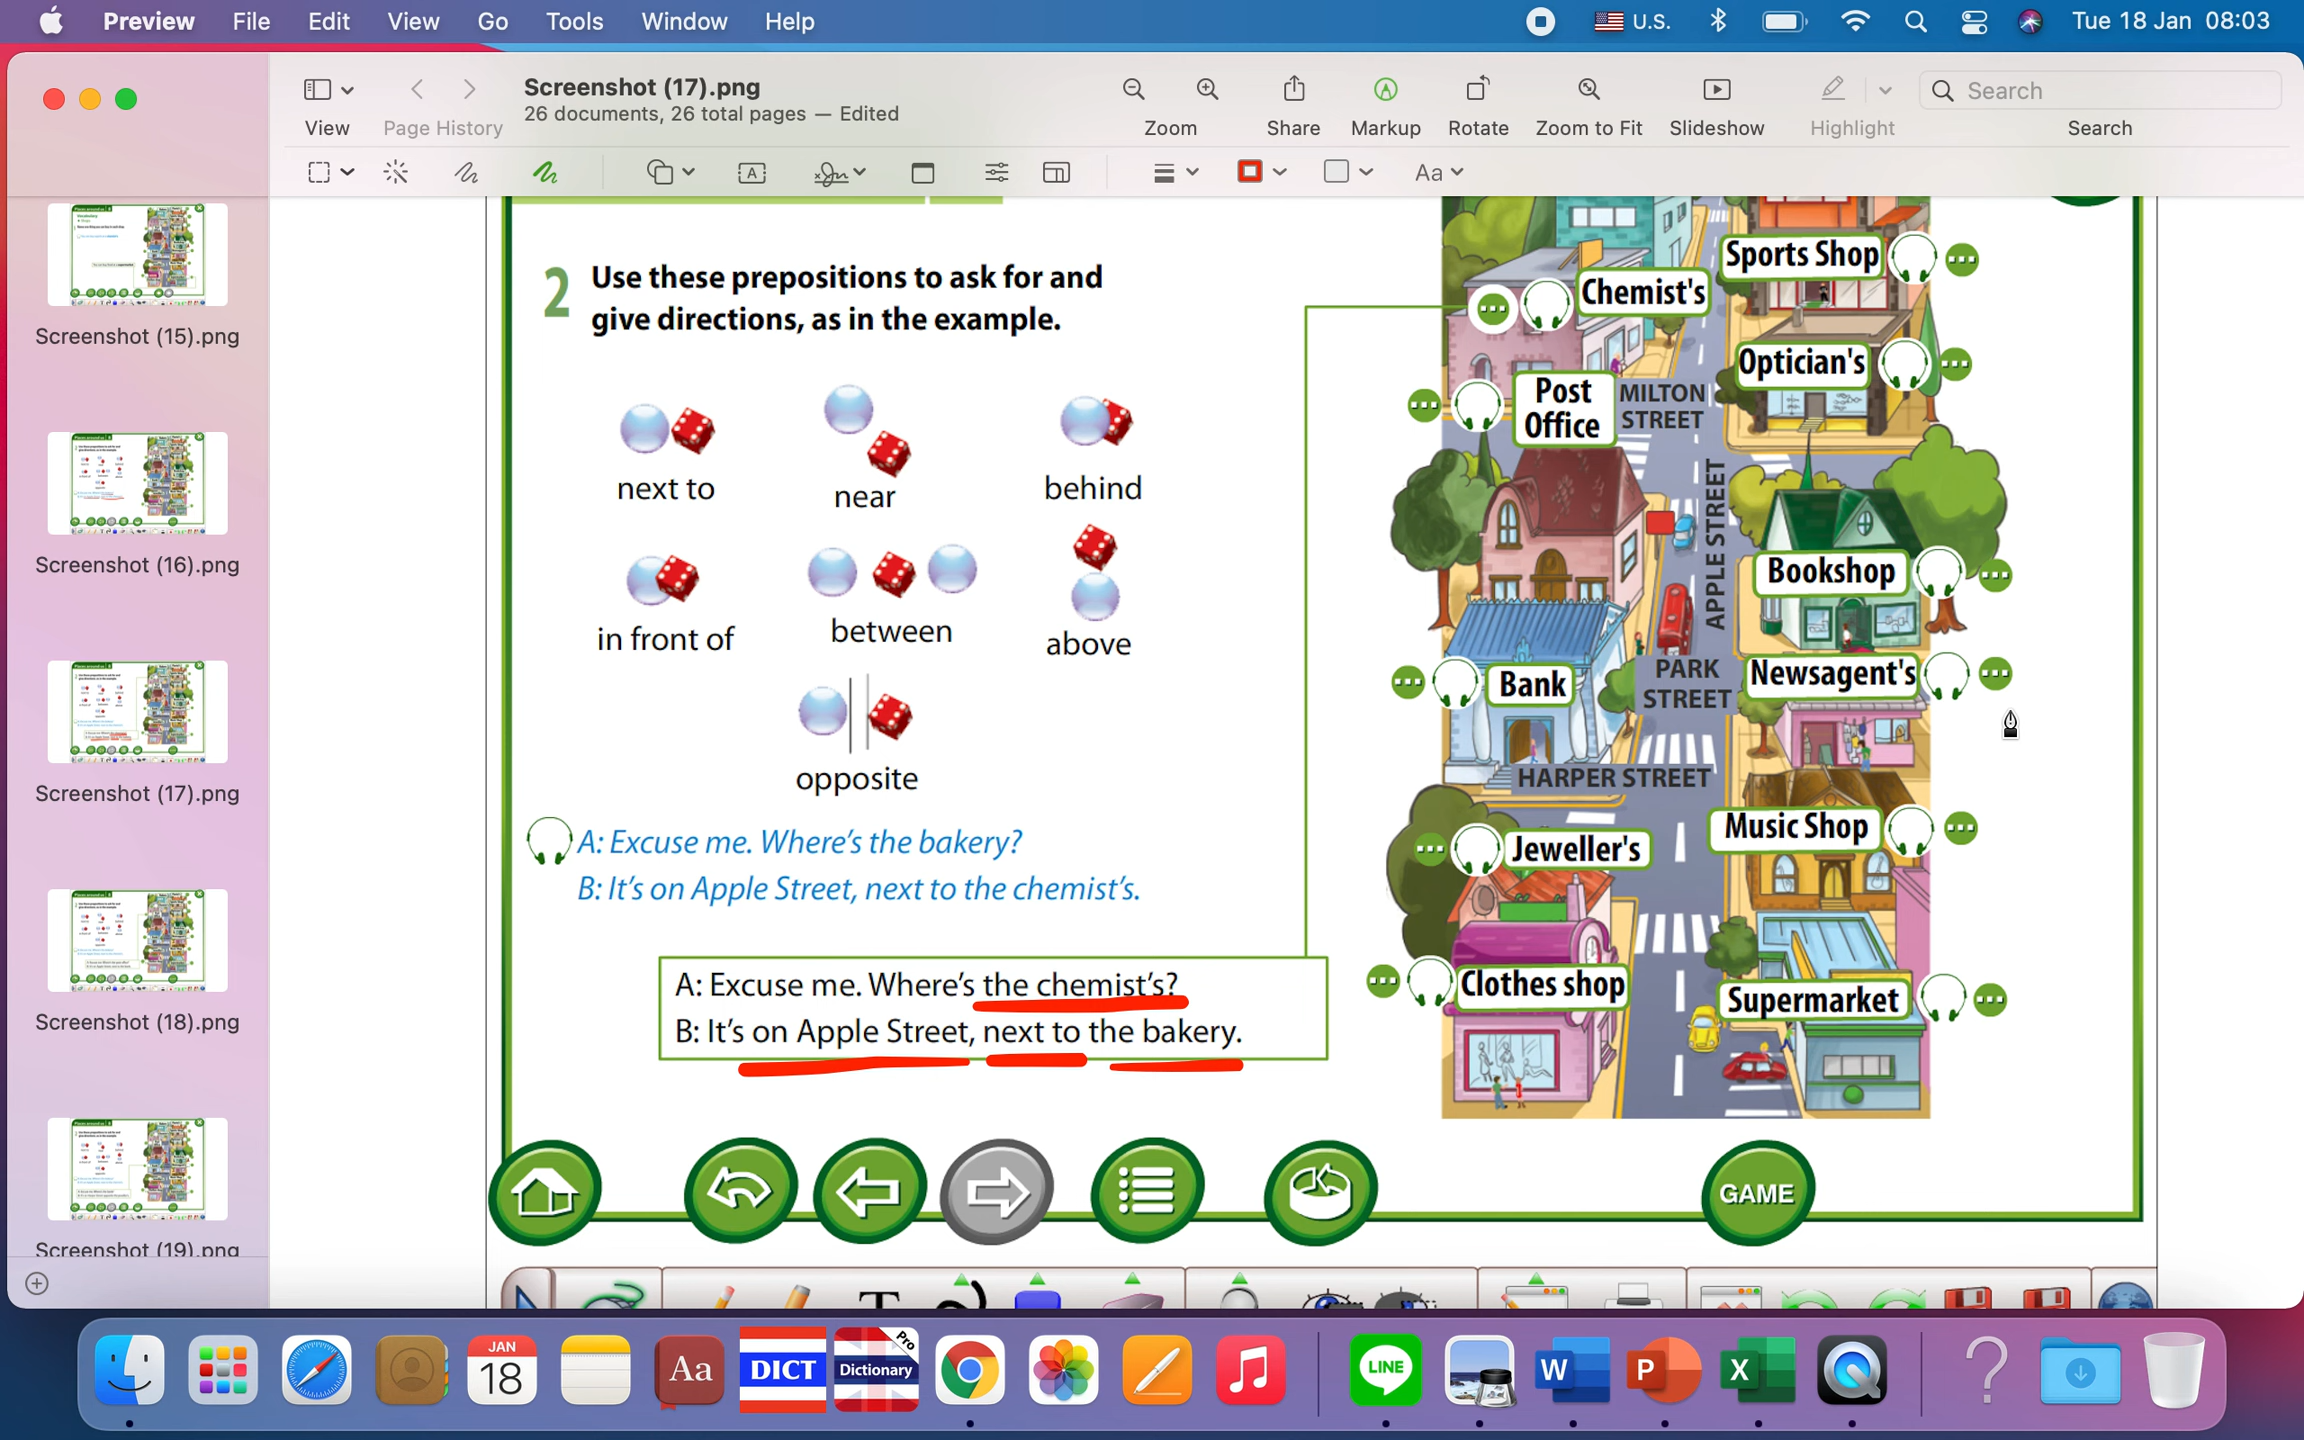 Preview File Edit View Go Tools Window Help U.S. Tue 18 Jan 08:03
Screenshot (17).png
26 documents, 26 total pages — Edited
View Page History Zoom Share Markup Rotate Zoom to Fit Slideshow Highlight Search
Search
Aa
Screenshot (15).png
Screenshot (16).png
Screenshot (17).png
Screenshot (18).png
Screenshot (19).png
2 Use these prepositions to ask for and
give directions, as in the example.
next to
near
behind
in front of
between
above
opposite
A: Excuse me. Where's the bakery?
B: It's on Apple Street, next to the chemist's.
A: Excuse me. Where's the chemist's?
B: It's on Apple Street, next to the bakery.
Sports Shop
Chemist's
Optician's
Post
Office
MILTON
STREET
APPLE STREET
Bookshop
PARK
STREET
Newsagent's
Bank
HARPER STREET
Music Shop
Jeweller's
Clothes shop
Supermarket
GAME
T
JAN
18
Aa
DICT
Pro
Dictionary
LINE
W
P
X
?